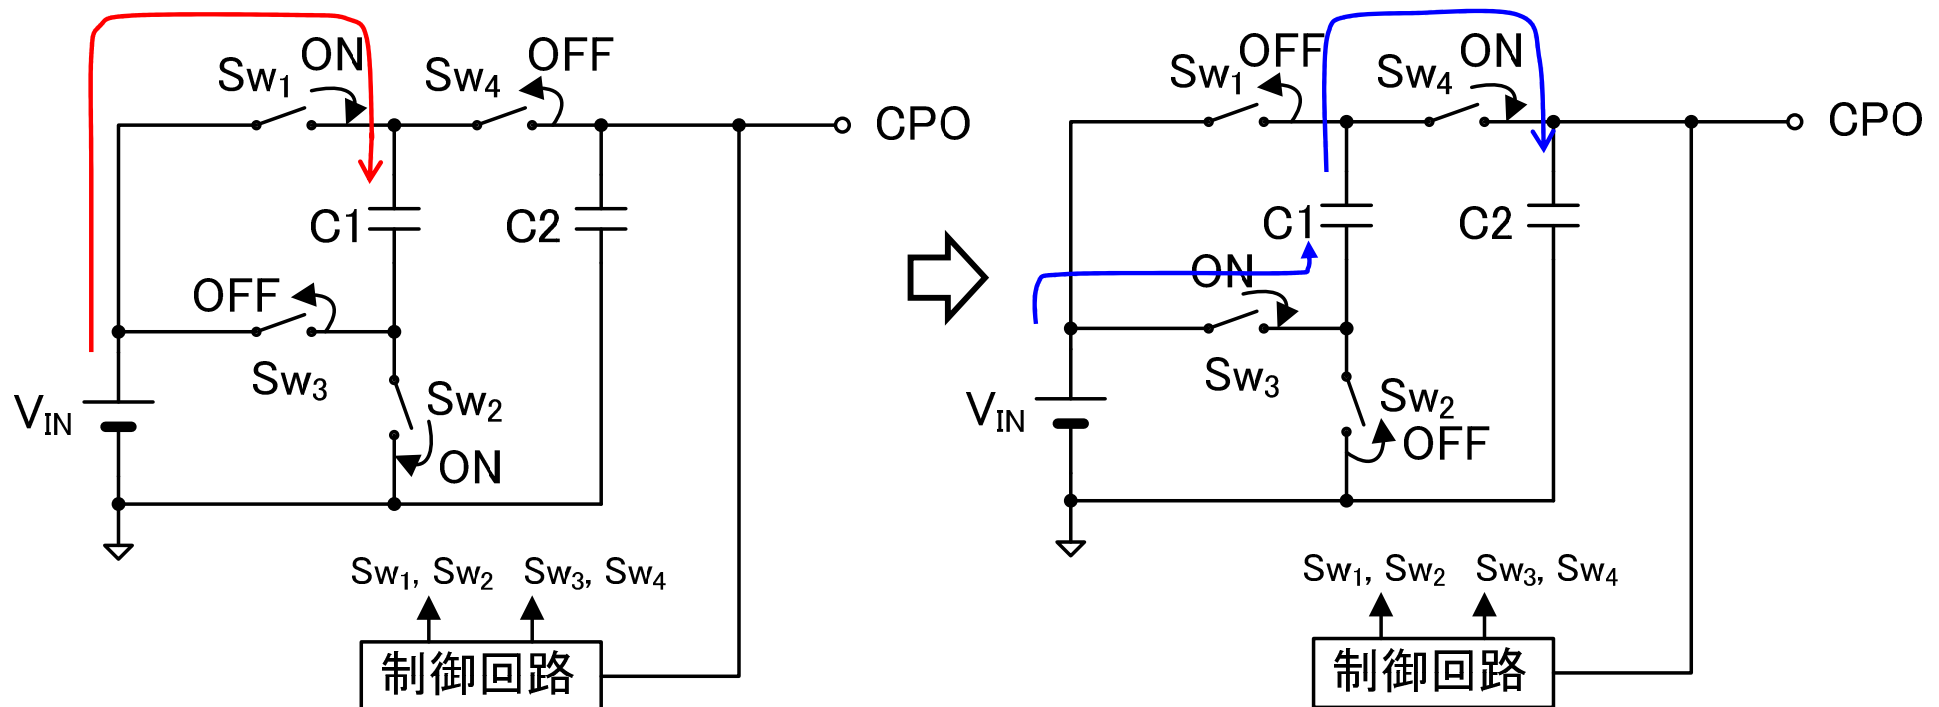 Sw1 ON
Sw4 OFF
CPO
C1
C2
OFF
Sw3
VIN
Sw2
ON
Sw1, Sw2
Sw3, Sw4
制御回路
Sw1 OFF
Sw4 ON
CPO
C1
C2
ON
Sw3
VIN
Sw2
OFF
Sw1, Sw2
Sw3, Sw4
制御回路